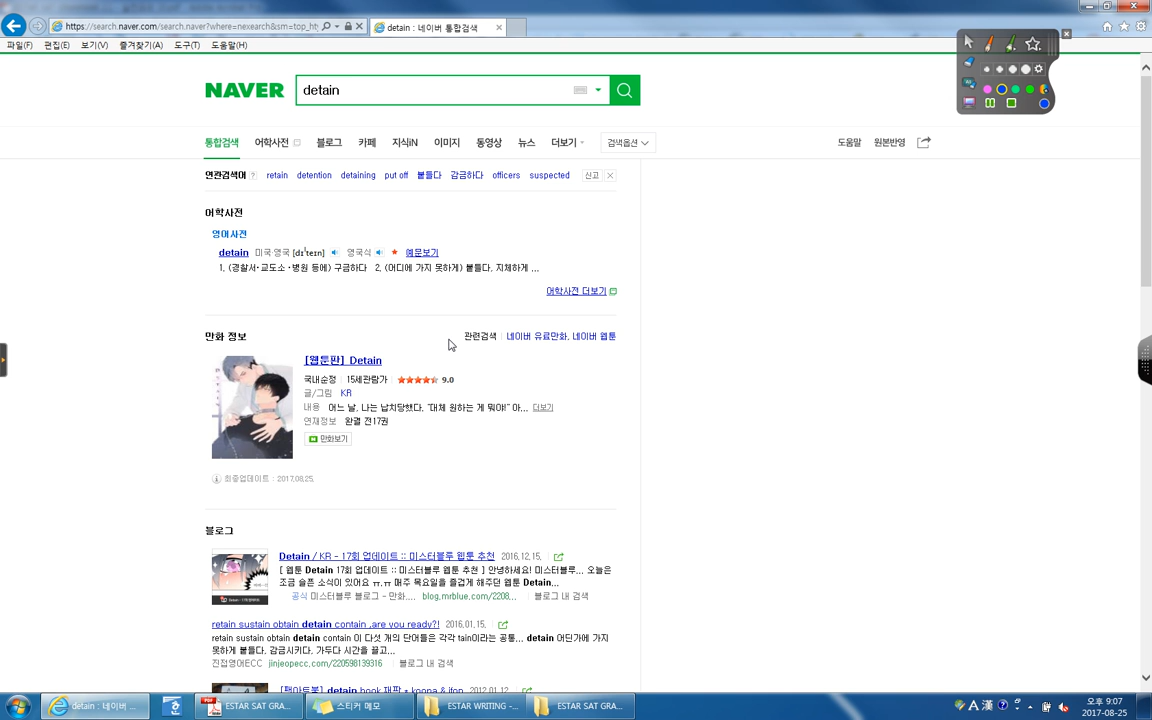 https://search.naver.com/search.naver?where=nexearch&sm=top_hty
detain : 네이버 통합검색
파일(F) 편집(E) 보기(V) 즐겨찾기(A) 도구(T) 도움말(H)
NAVER detain
통합검색 어학사전 블로그 카페 지식iN 이미지 동영상 뉴스 더보기 검색옵션 도움말 원본반영
연관검색어 ? retain detention detaining put off 붙들다 감금하다 officers suspected 신고
어학사전
영어사전
detain 미국·영국 [dɪˈteɪn] 영국식 예문보기
1. (경찰서·교도소·병원 등에) 구금하다 2. (어디에 가지 못하게) 붙들다, 지체하게 ...
어학사전 더보기
만화 정보 관련검색 네이버 유료만화, 네이버 웹툰
[웹툰판] Detain
국내순정 15세관람가 9.0
글/그림 KR
내용 어느 날, 나는 납치당했다. "대체 원하는 게 뭐야!" 아... 더보기
연재정보 완결 전17권
만화보기
최종업데이트 : 2017.08.25.
블로그
Detain / KR - 17회 업데이트 :: 미스터블루 웹툰 추천 2016.12.15.
[ 웹툰 Detain 17회 업데이트 :: 미스터블루 웹툰 추천 ] 안녕하세요! 미스터블루... 오늘은
조금 슬픈 소식이 있어요 ㅠ.ㅠ 매주 목요일을 즐겁게 해주던 웹툰 Detain...
공식 미스터블루 블로그 - 만화.... blog.mrblue.com/2208... 블로그 내 검색
retain sustain obtain detain contain ,are you ready?! 2016.01.15.
retain sustain obtain detain contain 이 다섯 개의 단어들은 각각 tain이라는 공통... detain 어딘가에 가지
못하게 붙들다, 감금시키다, 가두다 시간을 끌고...
진접영어ECC jinjeopecc.com/220598139316 블로그 내 검색
[팬아트북] detain book 재판 * koona & ifop 2012.01.12.
detain : 네이버 ... ESTAR SAT GRA... 스티커 메모 ESTAR WRITING -... ESTAR SAT GRA... A 漢 오후 9:07
2017-08-25